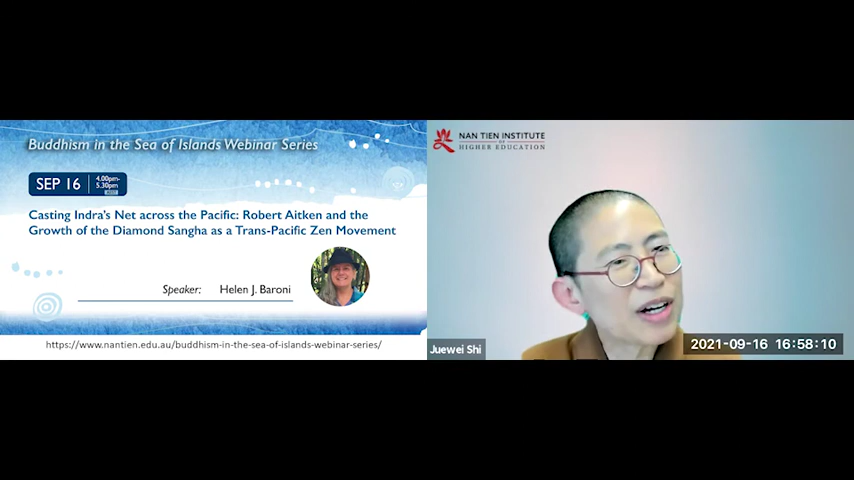 Buddhism in the Sea of Islands Webinar Series
SEP 16
4.00pm-
5.30pm
AEST
Casting Indra's Net across the Pacific: Robert Aitken and the
Growth of the Diamond Sangha as a Trans-Pacific Zen Movement
Speaker: Helen J. Baroni
https://www.nantien.edu.au/buddhism-in-the-sea-of-islands-webinar-series/
NAN TIEN INSTITUTE
OF
HIGHER EDUCATION
Juewei Shi
2021-09-16 16:58:10